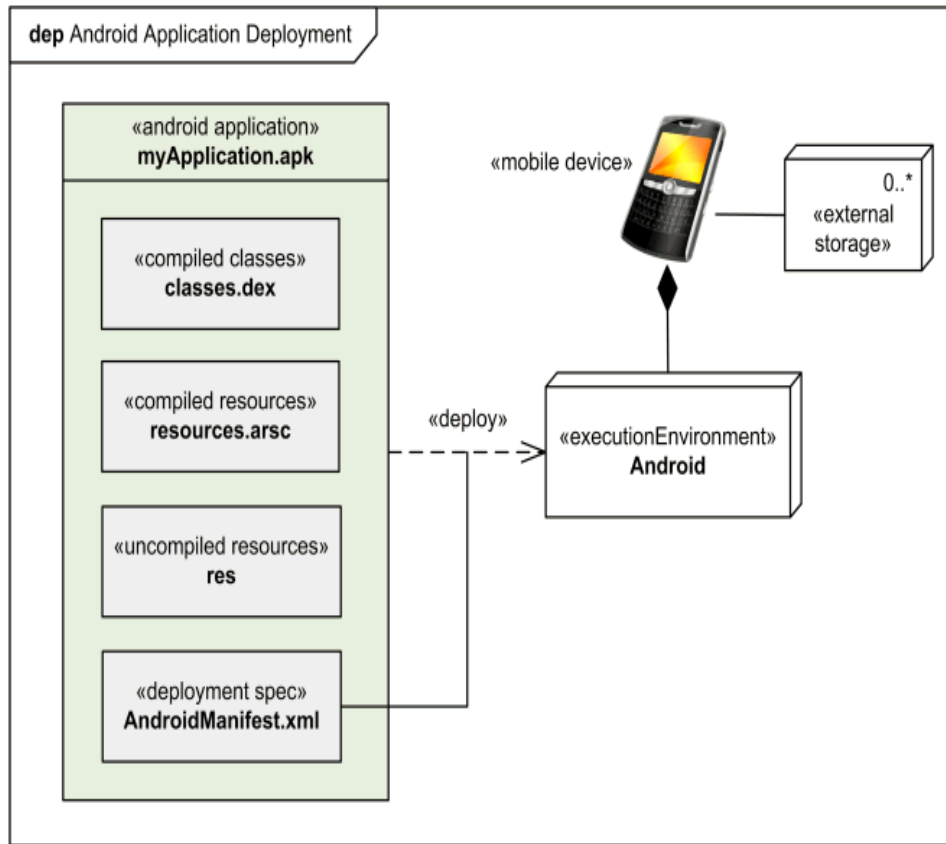 dep Android Application Deployment
«android application»
myApplication.apk
«compiled classes»
classes.dex
«compiled resources»
resources.arsc
«uncompiled resources»
res
«deployment spec»
AndroidManifest.xml
«deploy»
«mobile device»
0..*
«external
storage»
«executionEnvironment»
Android